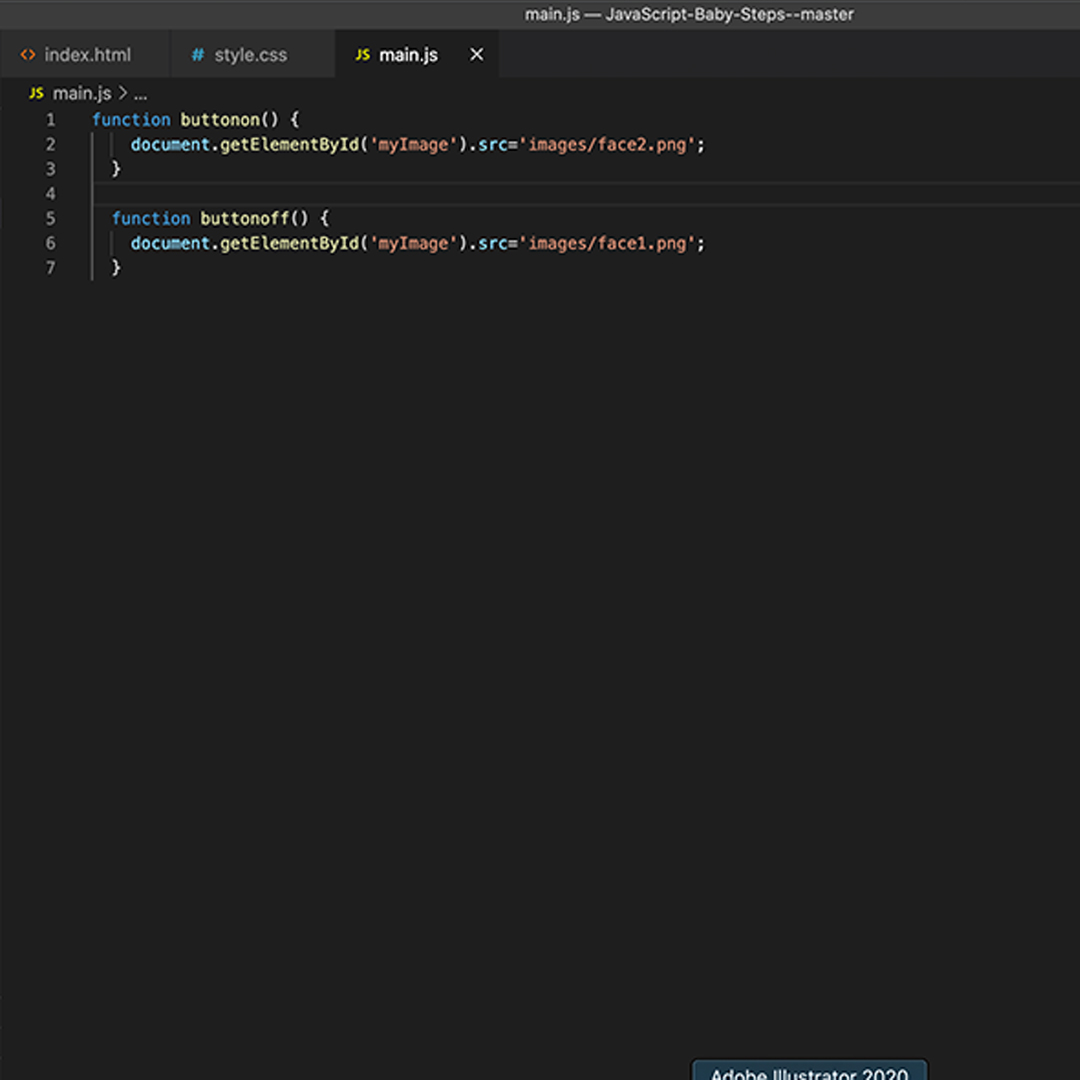 main.js — JavaScript-Baby-Steps--master
<> index.html # style.css JS main.js ×
JS main.js > ...
1 function buttonon() {
2 document.getElementById('myImage').src='images/face2.png';
3 }
4
5 function buttonoff() {
6 document.getElementById('myImage').src='images/face1.png';
7 }
Adobe Illustrator 2020